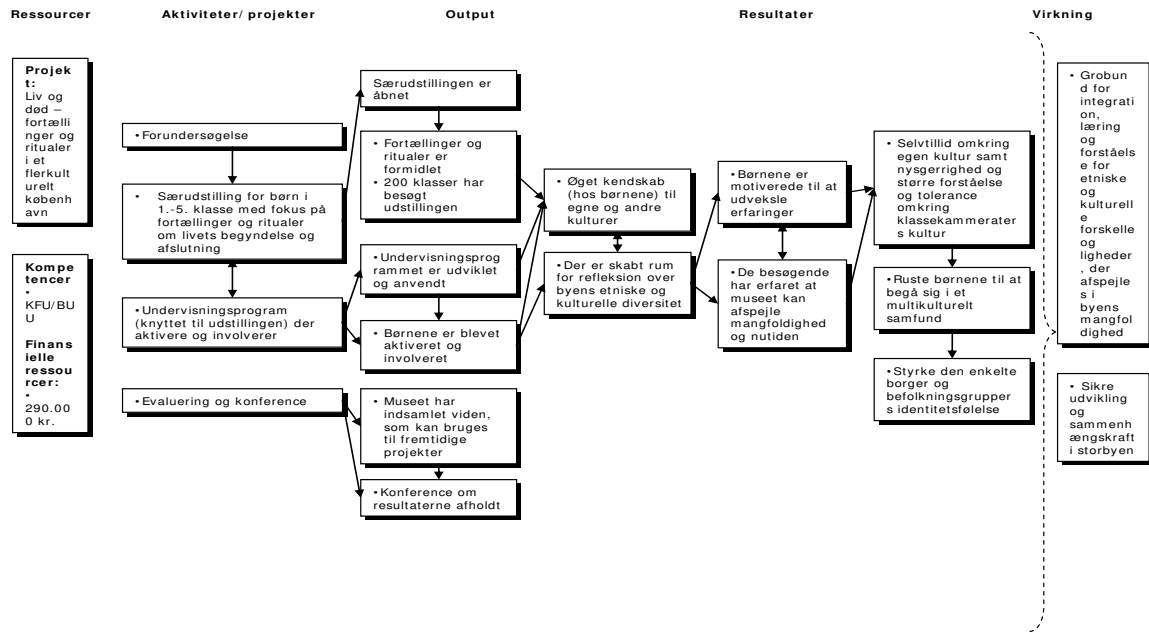 Ressourcer
Aktiviteter/ projekter
Output
Resultater
Virkning
Projek
t:
Liv og
død –
fortælli
nger og
ritualer
i et
flerkult
urelt
københ
avn
Kompe
tencer
•
KFU/BU
U
Finans
ielle
ressou
rcer:
•
290.00
0 kr.
• Forundersøgelse
• Særudstilling for børn i
1.-5. klasse med fokus på
fortællinger og ritualer
om livets begyndelse og
afslutning
• Undervisningsprogram
(knyttet til udstillingen) der
aktivere og involverer
• Evaluering og konference
Særudstillingen er
åbnet
• Fortællinger og
ritualer er
formidlet
• 200 klasser har
besøgt
udstillingen
• Undervisningsprog
rammet er udviklet
og anvendt
• Børnene er blevet
aktiveret og
involveret
• Museet har
indsamlet viden,
som kan bruges
til fremtidige
projekter
• Konference om
resultaterne afholdt
• Øget kendskab
(hos børnene) til
egne og andre
kulturer
• Der er skabt rum
for refleksion over
byens etniske og
kulturelle diversitet
• Børnene er
motiverede til at
udveksle
erfaringer
• De besøgende
har erfaret at
museet kan
afspejle
mangfoldighed
og nutiden
• Selvtillid omkring
egen kultur samt
nysgerrighed og
større forståelse
og tolerance
omkring
klassekammerater
s kultur
• Ruste børnene til at
begå sig i et
multikulturelt
samfund
• Styrke den enkelte
borger og
befolkningsgrupper
s identitetsfølelse
• Grobun
d for
integrati
on,
læring
og
forståels
e for
etniske
og
kulturell
e
forskelle
og
ligheder
, der
afspejle
s i
byens
mangfol
dighed
• Sikre
udvikling
og
sammenh
ængskraft
i storbyen